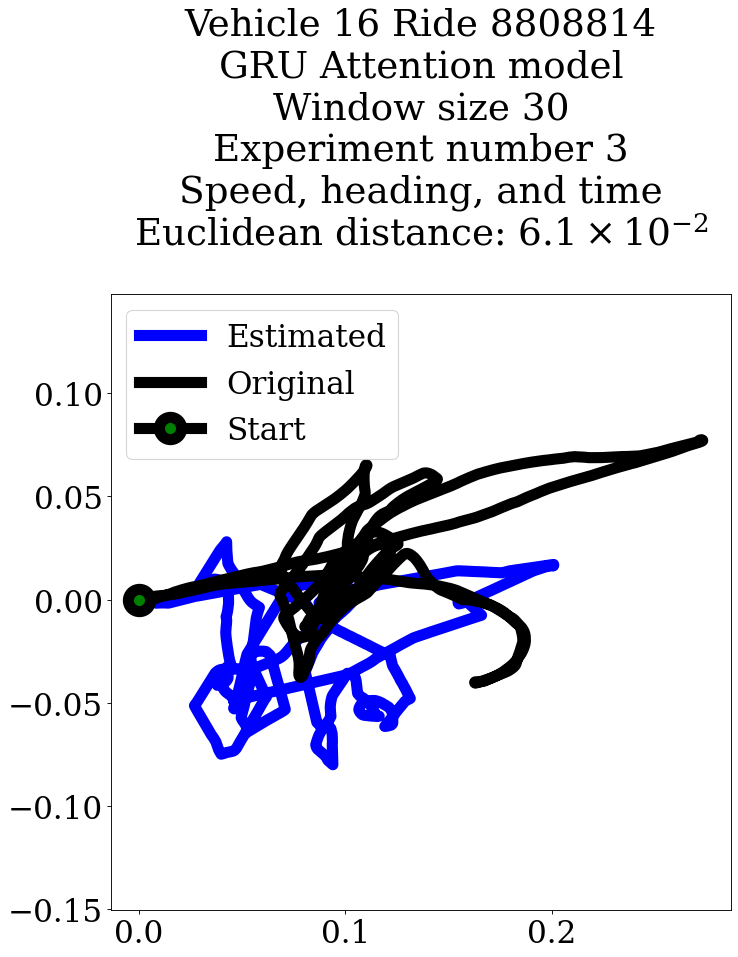 Vehicle 16 Ride 8808814
GRU Attention model
Window size 30
Experiment number 3
Speed, heading, and time
Euclidean distance: 6.1 × 10⁻²
Estimated
Original
Start
0.10
0.05
0.00
−0.05
−0.10
−0.15
0.0
0.1
0.2